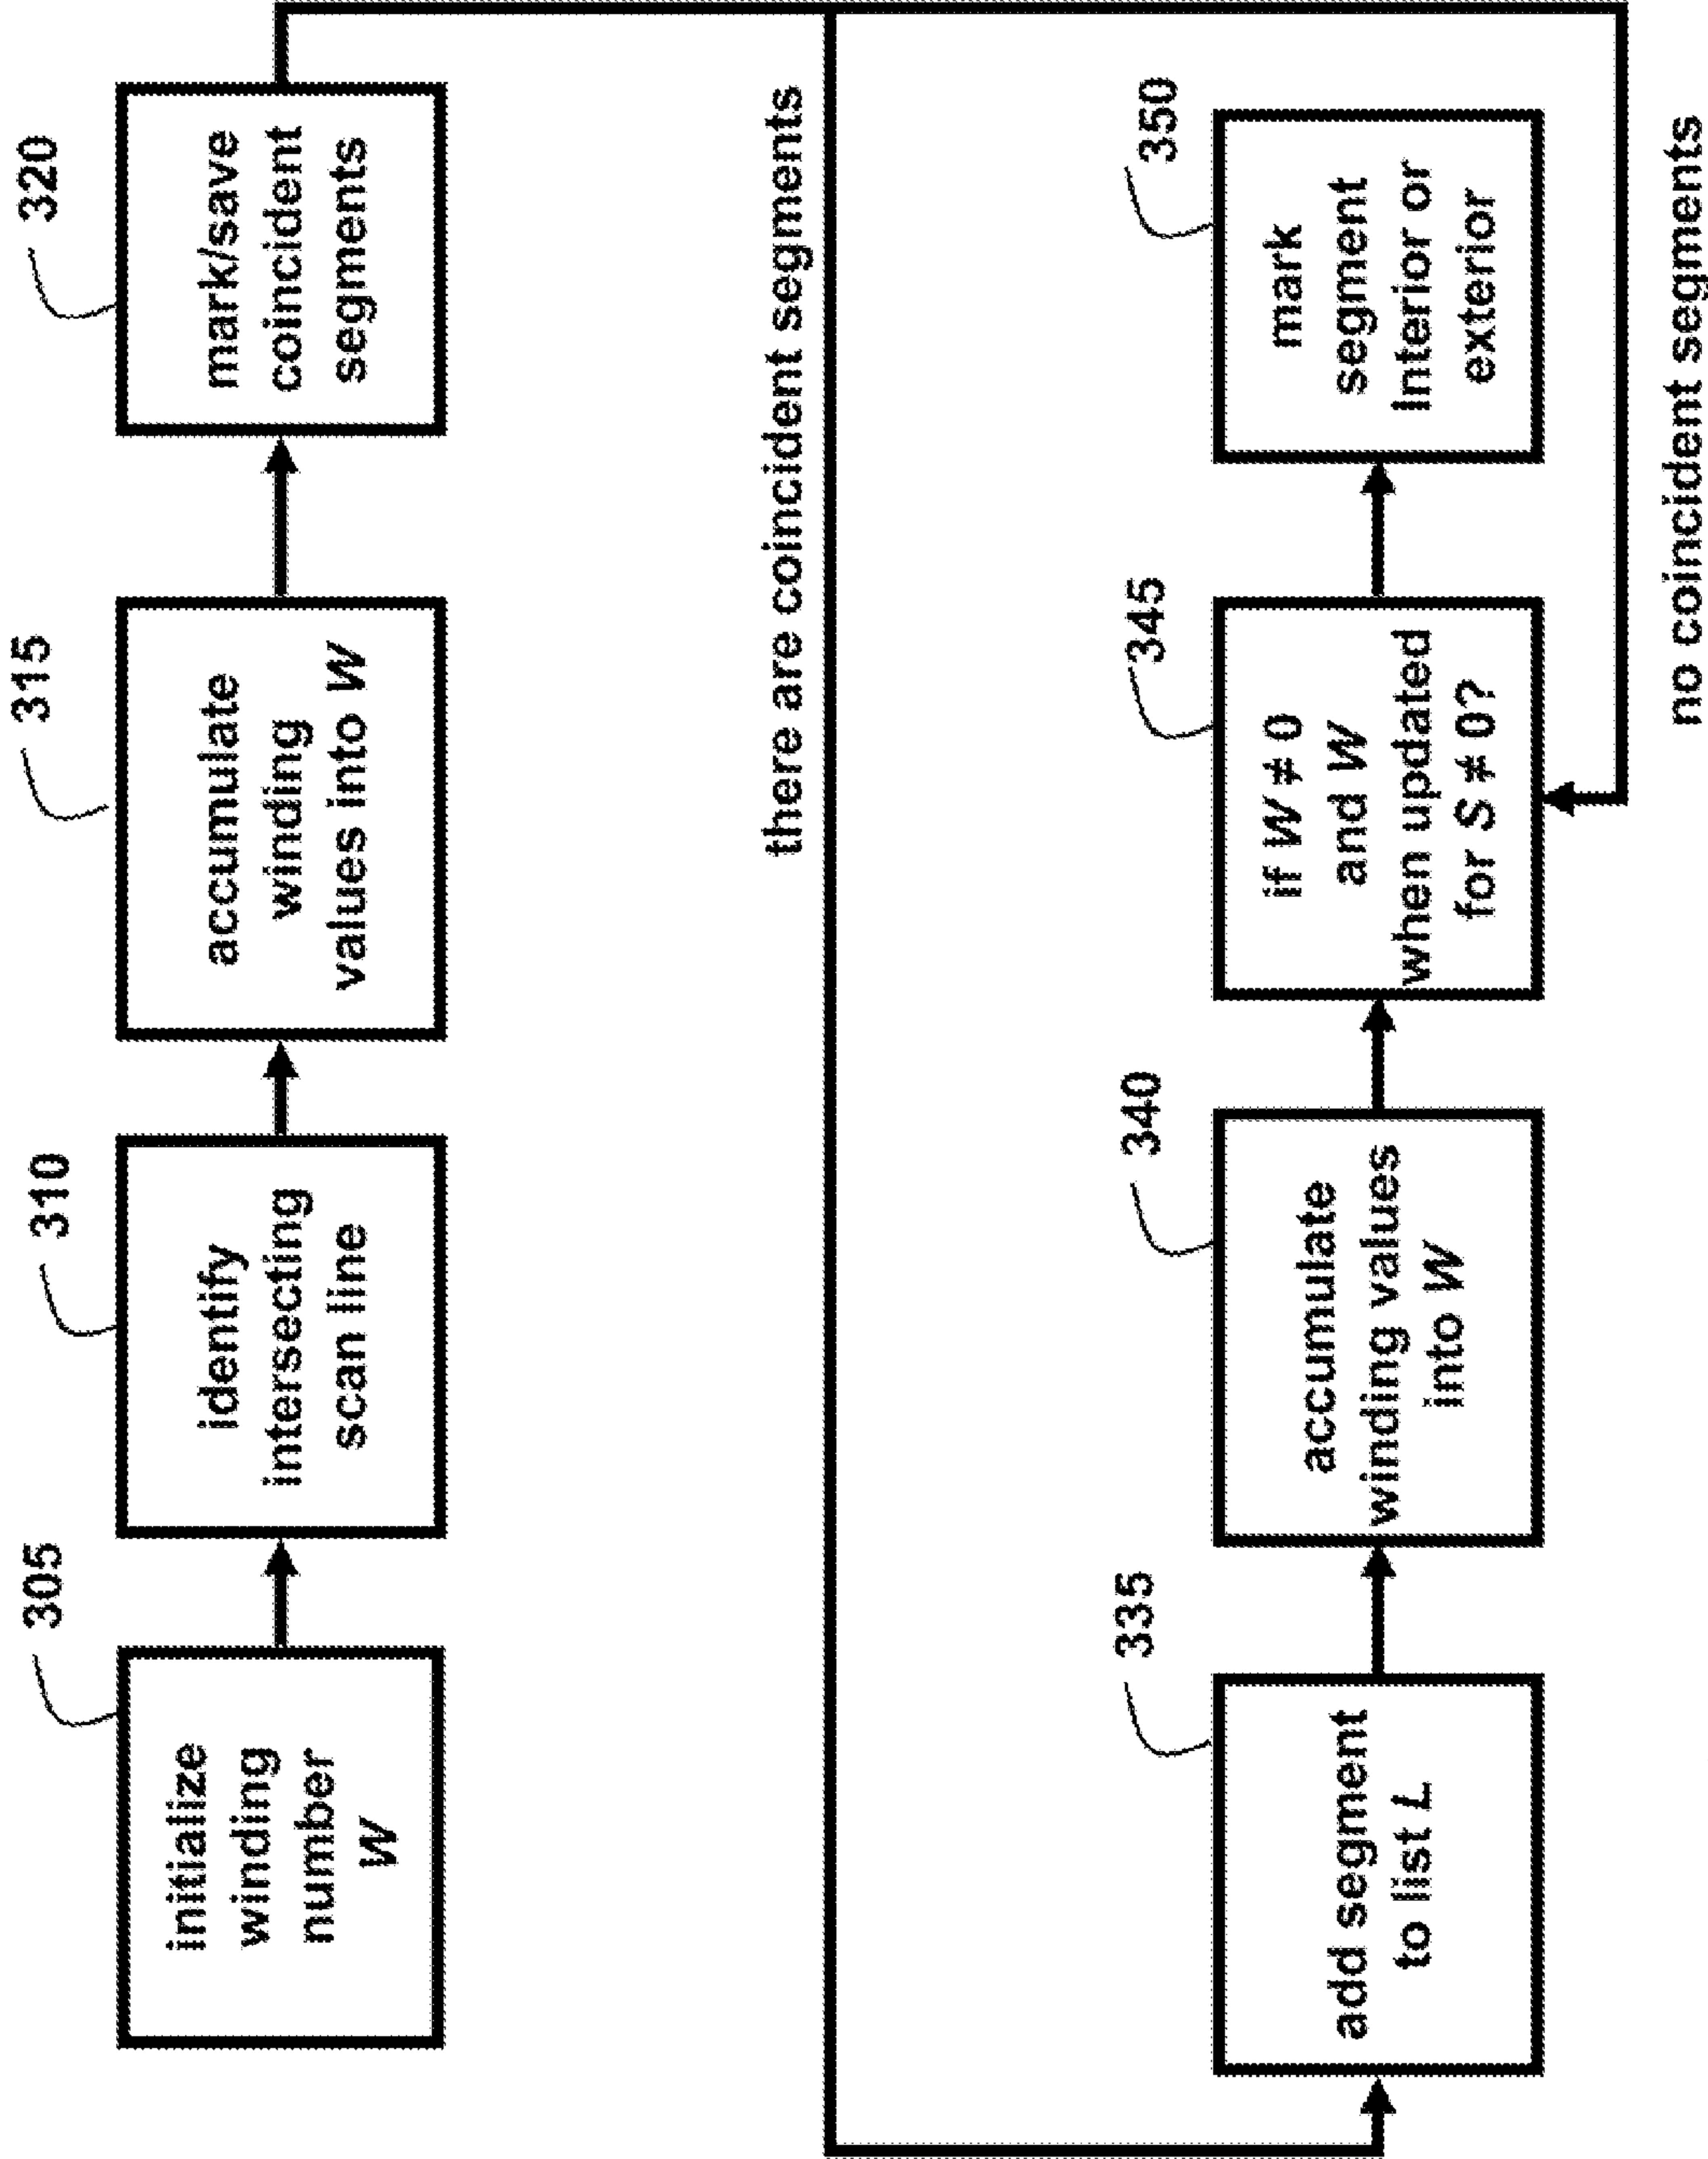 305
initialize
winding
number
W
310
identify
intersecting
scan line
315
accumulate
winding
values into W
320
mark/save
coincident
segments
there are coincident segments
335
add segment
to list L
340
accumulate
winding values
into W
345
if W ≠ 0
and W
when updated
for S ≠ 0?
350
mark
segment
interior or
exterior
no coincident segments